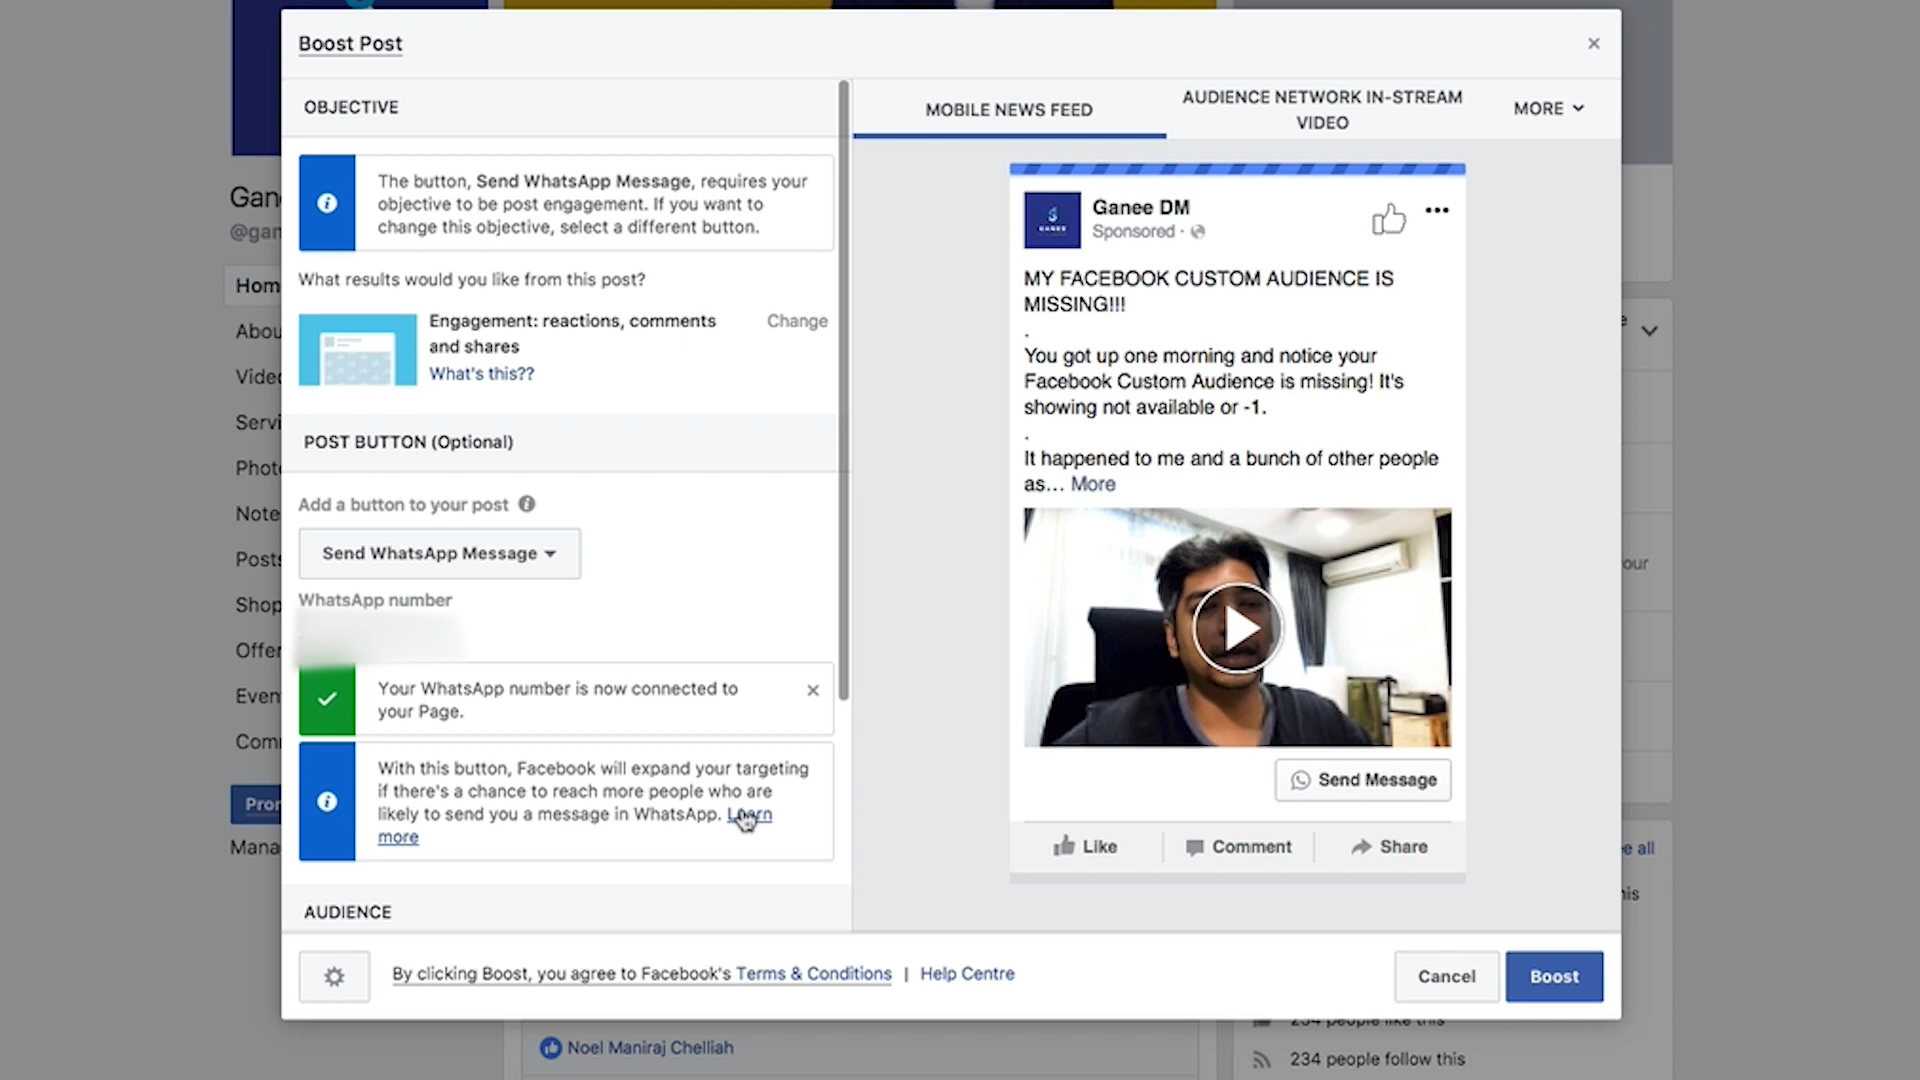 Boost Post
OBJECTIVE
The button, Send WhatsApp Message, requires your
objective to be post engagement. If you want to
change this objective, select a different button.
What results would you like from this post?
Engagement: reactions, comments
and shares
Change
What's this??
POST BUTTON (Optional)
Add a button to your post
Send WhatsApp Message
WhatsApp number
Your WhatsApp number is now connected to
your Page.
With this button, Facebook will expand your targeting
if there's a chance to reach more people who are
likely to send you a message in WhatsApp. Learn
more
AUDIENCE
By clicking Boost, you agree to Facebook's Terms & Conditions | Help Centre
Cancel
Boost
MOBILE NEWS FEED
AUDIENCE NETWORK IN-STREAM
VIDEO
MORE
Ganee DM
Sponsored ·
MY FACEBOOK CUSTOM AUDIENCE IS
MISSING!!!
.
You got up one morning and notice your
Facebook Custom Audience is missing! It's
showing not available or -1.
.
It happened to me and a bunch of other people
as... More
Send Message
Like
Comment
Share
Noel Maniraj Chelliah
234 people like this
234 people follow this